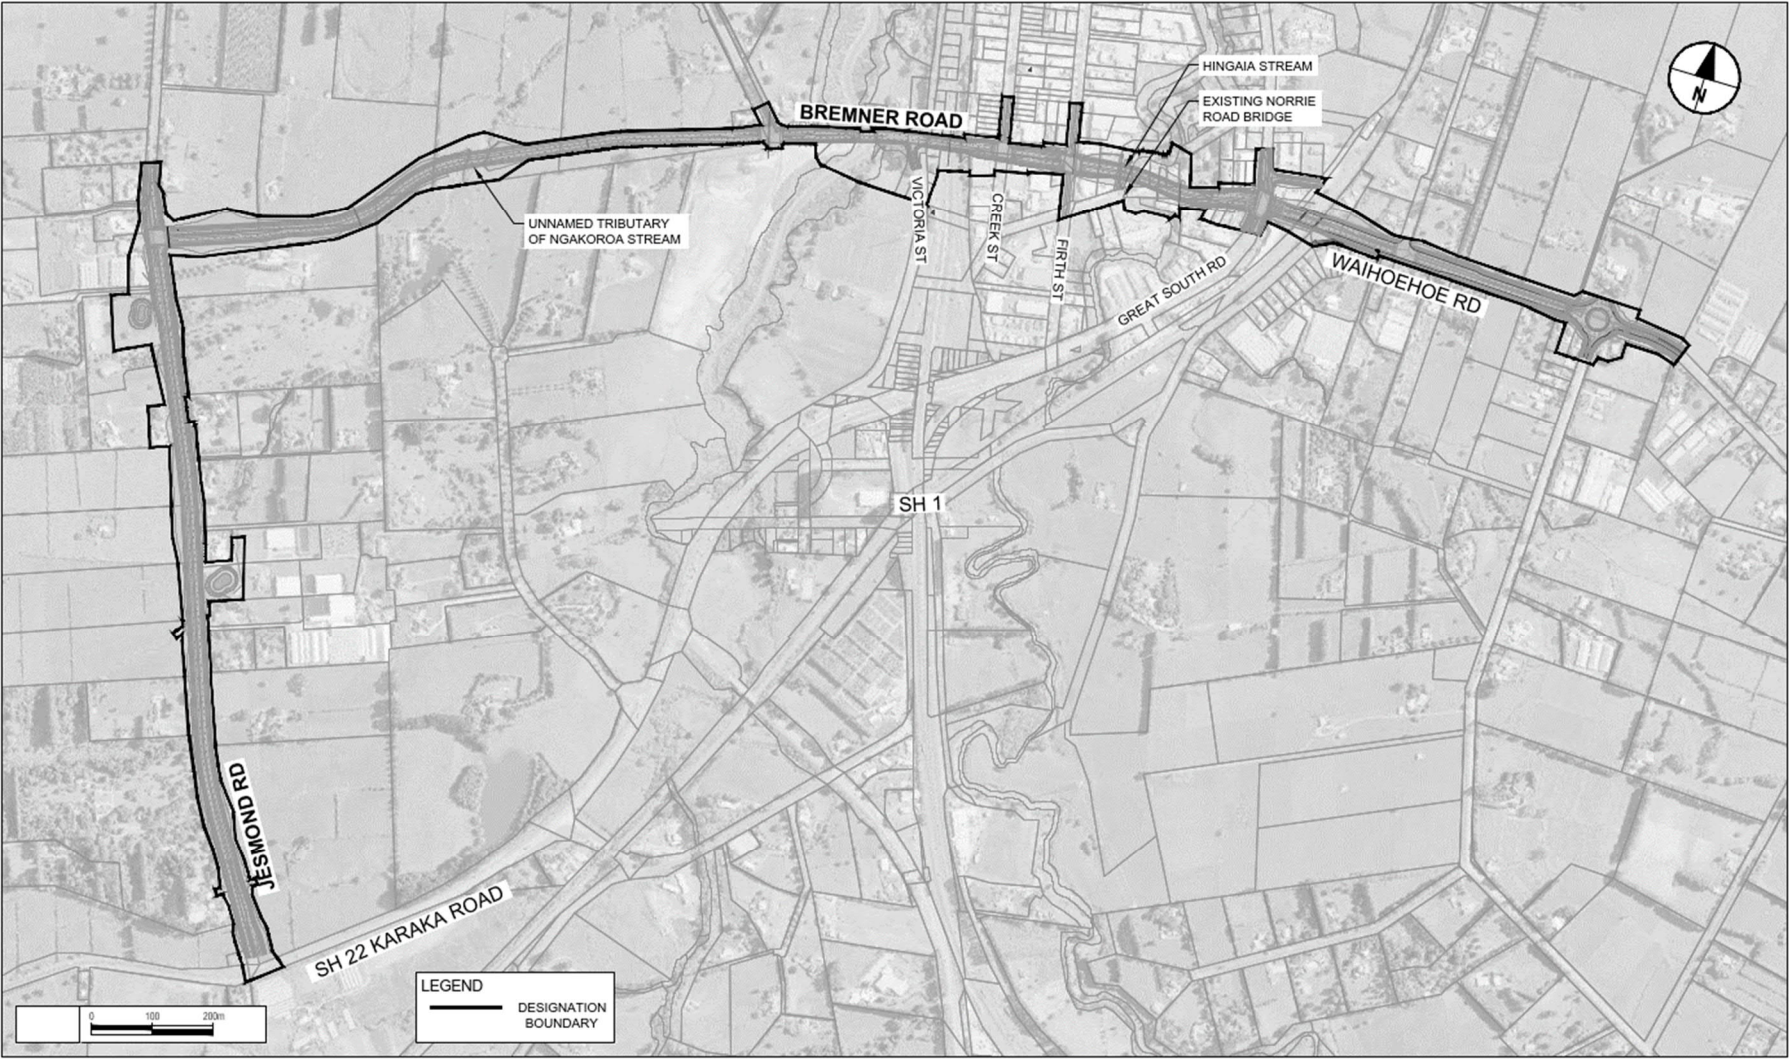 HINGAIA STREAM
EXISTING NORRIE
ROAD BRIDGE
N
BREMNER ROAD
UNNAMED TRIBUTARY
OF NGAKOROA STREAM
VICTORIA ST
CREEK ST
FIRTH ST
GREAT SOUTH RD
WAIHOEHOE RD
SH 1
JESMOND RD
SH 22 KARAKA ROAD
LEGEND
DESIGNATION
BOUNDARY
0 100 200m